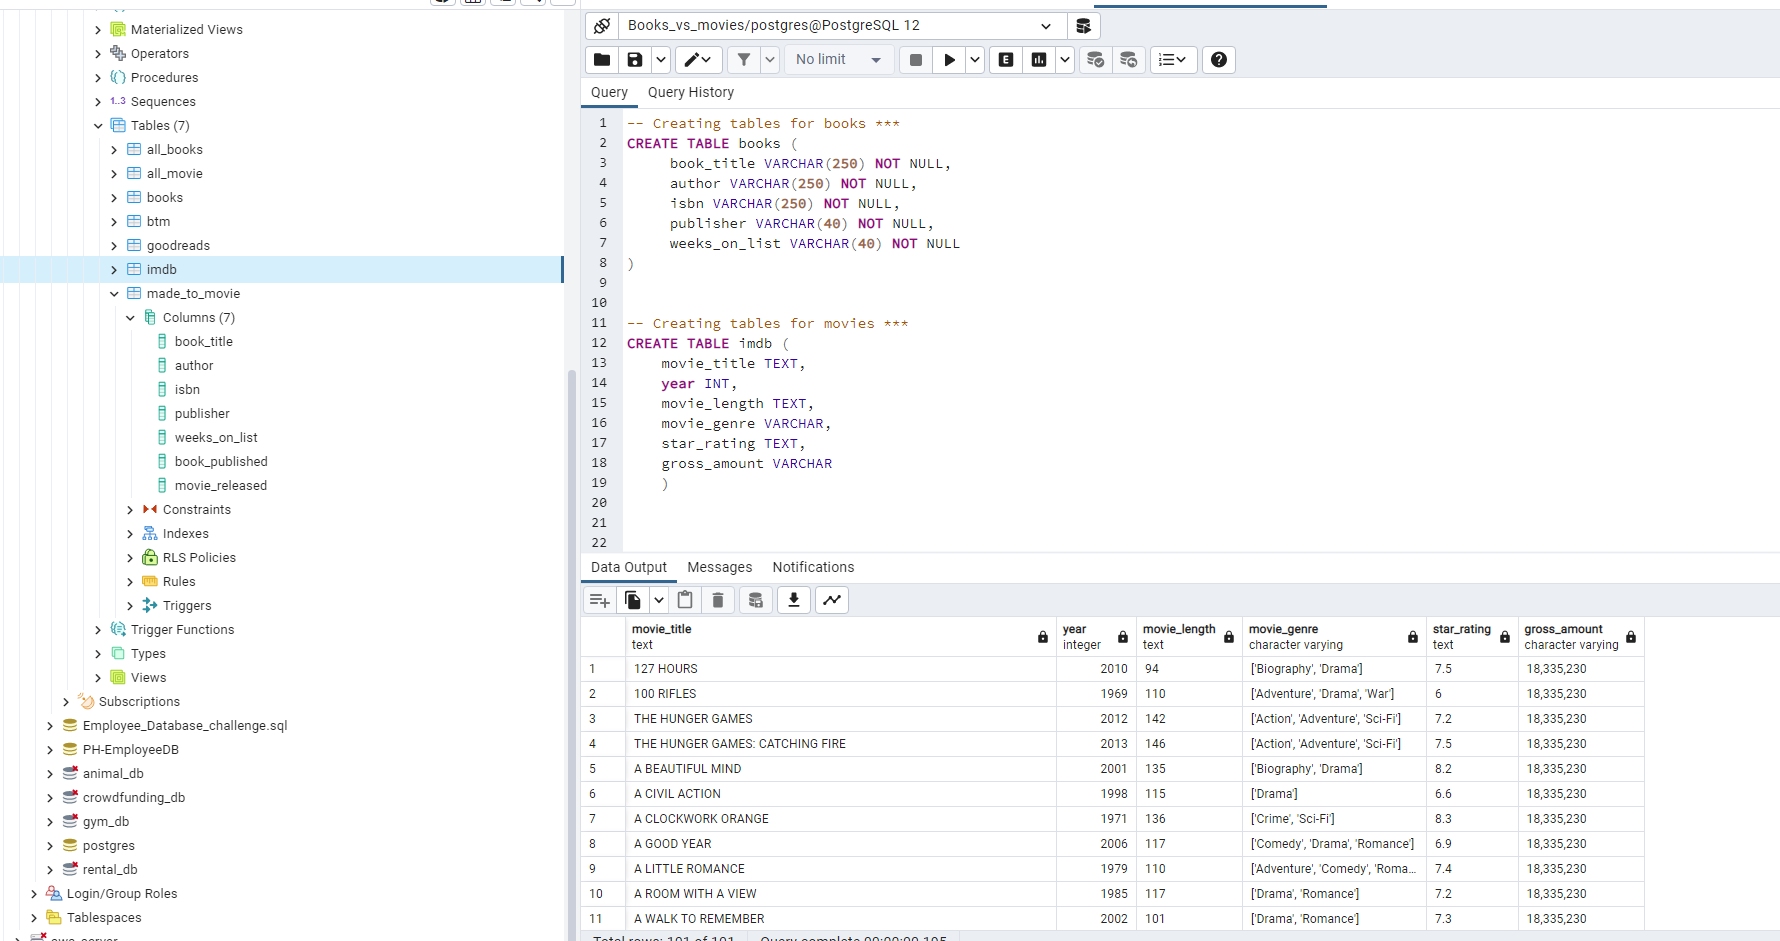 Materialized Views
Operators
Procedures
1..3 Sequences
Tables (7)
all_books
all_movie
books
btm
goodreads
imdb
made_to_movie
Columns (7)
book_title
author
isbn
publisher
weeks_on_list
book_published
movie_released
Constraints
Indexes
RLS Policies
Rules
Triggers
Trigger Functions
Types
Views
Subscriptions
Employee_Database_challenge.sql
PH-EmployeeDB
animal_db
crowdfunding_db
gym_db
postgres
rental_db
Login/Group Roles
Tablespaces
Books_vs_movies/postgres@PostgreSQL 12
No limit
E
Query Query History
1 -- Creating tables for books ***
2 CREATE TABLE books (
3 book_title VARCHAR(250) NOT NULL,
4 author VARCHAR(250) NOT NULL,
5 isbn VARCHAR(250) NOT NULL,
6 publisher VARCHAR(40) NOT NULL,
7 weeks_on_list VARCHAR(40) NOT NULL
8 )
9
10
11 -- Creating tables for movies ***
12 CREATE TABLE imdb (
13 movie_title TEXT,
14 year INT,
15 movie_length TEXT,
16 movie_genre VARCHAR,
17 star_rating TEXT,
18 gross_amount VARCHAR
19 )
20
21
22
Data Output Messages Notifications
movie_title year movie_length movie_genre star_rating gross_amount
text integer text character varying text character varying
1 127 HOURS 2010 94 ['Biography', 'Drama'] 7.5 18,335,230
2 100 RIFLES 1969 110 ['Adventure', 'Drama', 'War'] 6 18,335,230
3 THE HUNGER GAMES 2012 142 ['Action', 'Adventure', 'Sci-Fi'] 7.2 18,335,230
4 THE HUNGER GAMES: CATCHING FIRE 2013 146 ['Action', 'Adventure', 'Sci-Fi'] 7.5 18,335,230
5 A BEAUTIFUL MIND 2001 135 ['Biography', 'Drama'] 8.2 18,335,230
6 A CIVIL ACTION 1998 115 ['Drama'] 6.6 18,335,230
7 A CLOCKWORK ORANGE 1971 136 ['Crime', 'Sci-Fi'] 8.3 18,335,230
8 A GOOD YEAR 2006 117 ['Comedy', 'Drama', 'Romance'] 6.9 18,335,230
9 A LITTLE ROMANCE 1979 110 ['Adventure', 'Comedy', 'Roma... 7.4 18,335,230
10 A ROOM WITH A VIEW 1985 117 ['Drama', 'Romance'] 7.2 18,335,230
11 A WALK TO REMEMBER 2002 101 ['Drama', 'Romance'] 7.3 18,335,230